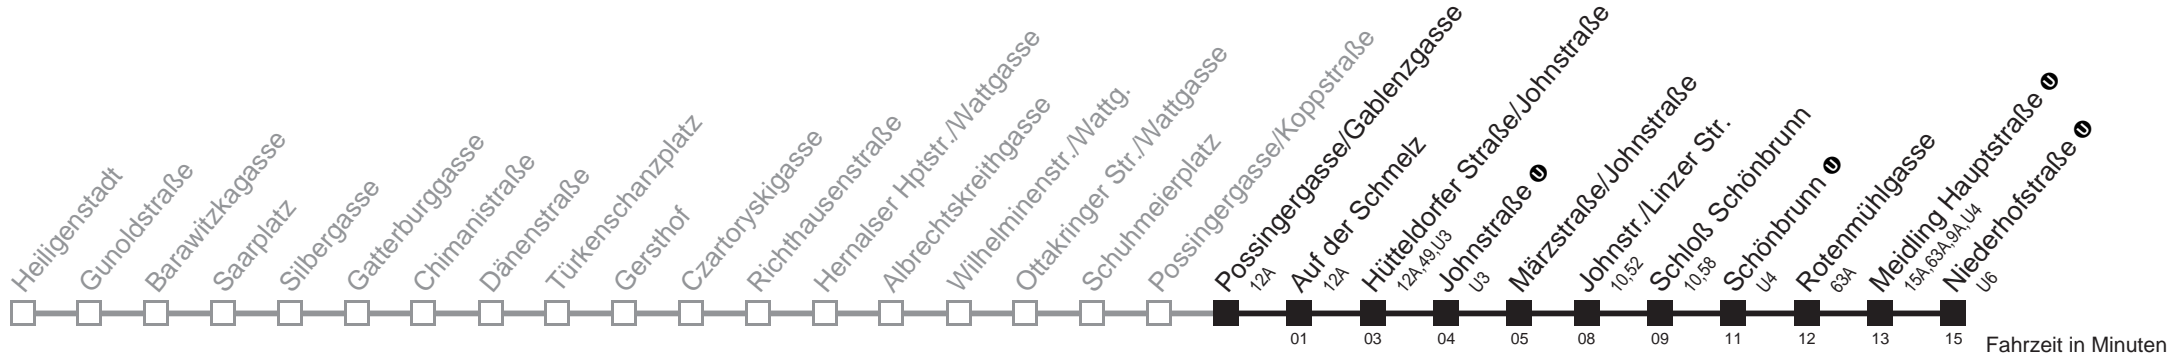 Heiligenstadt
Gunoldstraße
Barawitzkagasse
Saarplatz
Silbergasse
Gatterburggasse
Chimanistraße
Dänenstraße
Türkenschanzplatz
Gersthof
Czartoryskigasse
Richthausenstraße
Hernalser Hptstr./Wattgasse
Albrechtskreithgasse
Wilhelminenstr./Wattg.
Ottakringer Str./Wattgasse
Schuhmeierplatz
Possingergasse/Koppstraße
Possingergasse/Gablenzgasse
12A
Auf der Schmelz
12A
Hütteldorfer Straße/Johnstraße
12A,49,U3
Johnstraße U
U3
Märzstraße/Johnstraße
Johnstr./Linzer Str.
10,52
Schloß Schönbrunn
10,58
Schönbrunn U
U4
Rotenmühlgasse
63A
Meidling Hauptstraße U
15A,63A,9A,U4
Niederhofstraße U
U6
01 03 04 05 08 09 11 12 13 15
Fahrzeit in Minuten